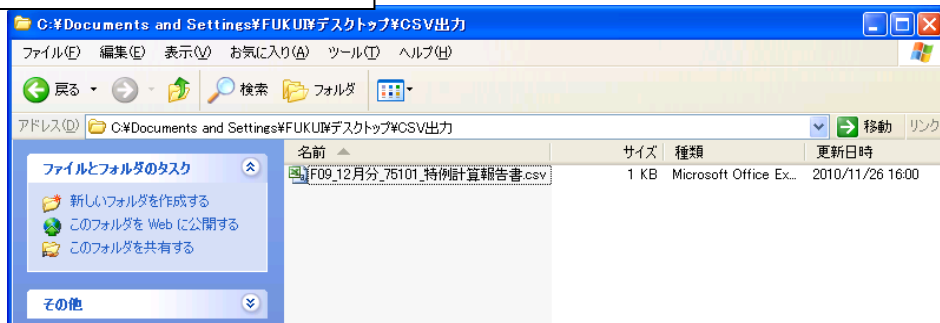 C:¥Documents and Settings¥FUKUI¥デスクトップ¥CSV出力
ファイル(F) 編集(E) 表示(V) お気に入り(A) ツール(T) ヘルプ(H)
戻る 検索 フォルダ
アドレス(D) C:¥Documents and Settings¥FUKUI¥デスクトップ¥CSV出力 移動 リンク
名前 サイズ 種類 更新日時
ファイルとフォルダのタスク
F09_12月分_75101_特例計算報告書.csv 1 KB Microsoft Office Ex... 2010/11/26 16:00
新しいフォルダを作成する
このフォルダを Web に公開する
このフォルダを共有する
その他